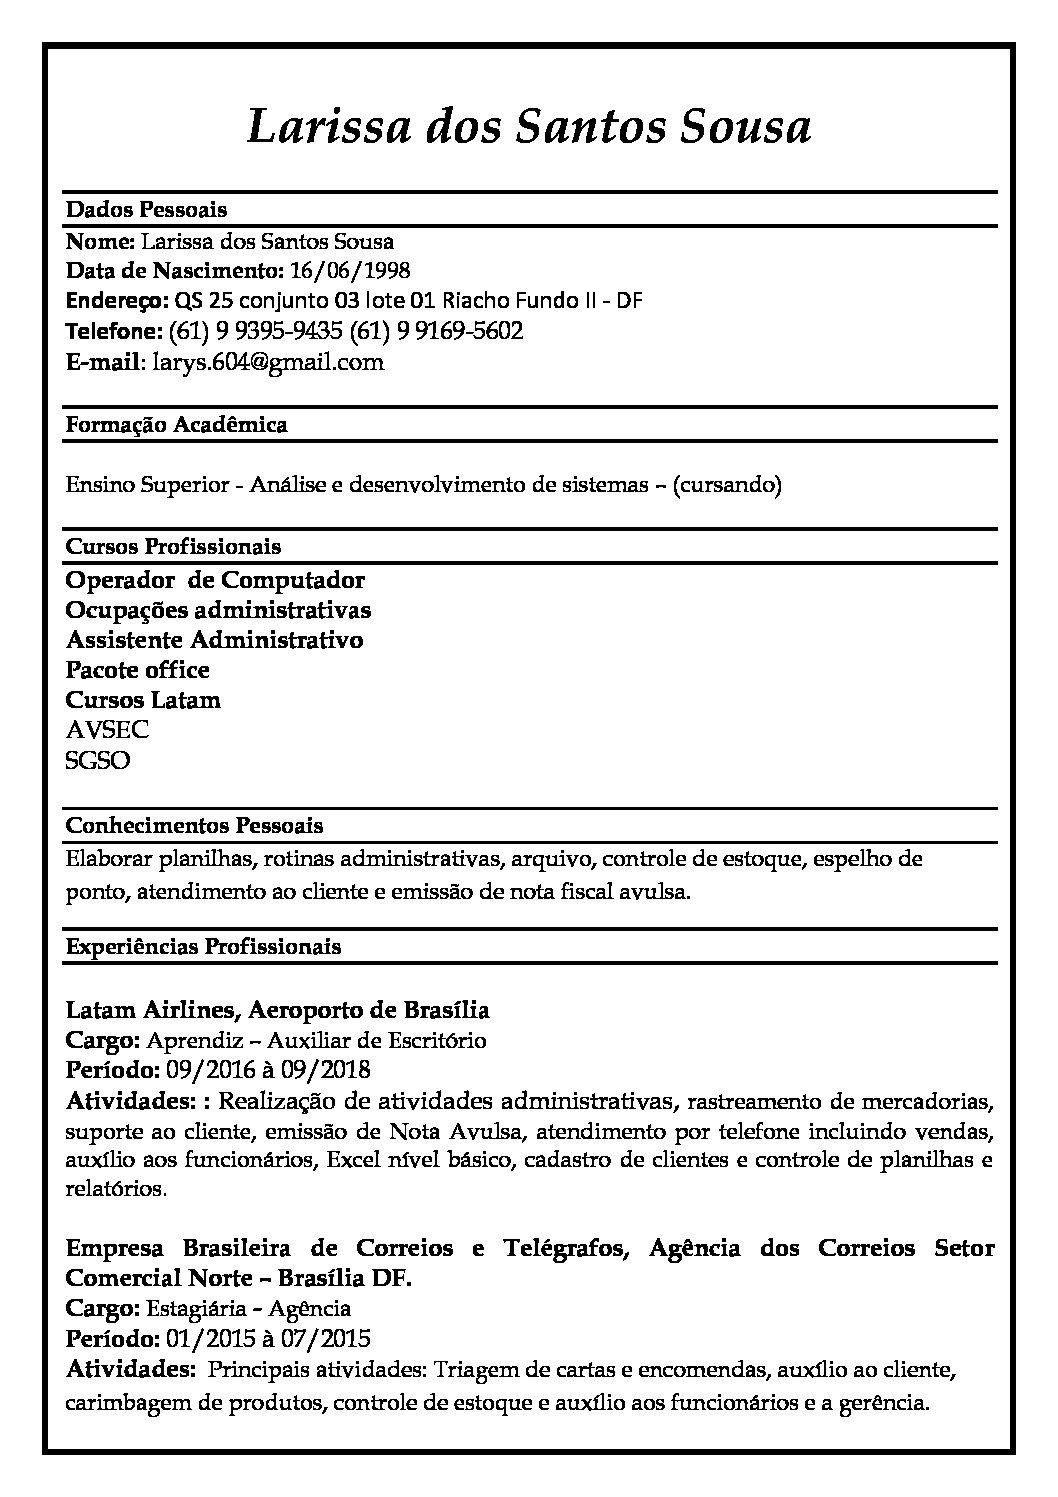 Larissa dos Santos Sousa
Dados Pessoais
Nome: Larissa dos Santos Sousa
Data de Nascimento: 16/06/1998
Endereço: QS 25 conjunto 03 lote 01 Riacho Fundo II - DF
Telefone: (61) 9 9395-9435 (61) 9 9169-5602
E-mail: larys.604@gmail.com
Formação Acadêmica
Ensino Superior - Análise e desenvolvimento de sistemas – (cursando)
Cursos Profissionais
Operador  de Computador
Ocupações administrativas
Assistente Administrativo
Pacote office
Cursos Latam
AVSEC
SGSO
Conhecimentos Pessoais
Elaborar planilhas, rotinas administrativas, arquivo, controle de estoque, espelho de
ponto, atendimento ao cliente e emissão de nota fiscal avulsa.
Experiências Profissionais
Latam Airlines, Aeroporto de Brasília
Cargo: Aprendiz – Auxiliar de Escritório
Período: 09/2016 à 09/2018
Atividades: : Realização de atividades administrativas, rastreamento de mercadorias,
suporte ao cliente, emissão de Nota Avulsa, atendimento por telefone incluindo vendas,
auxílio aos funcionários, Excel nível básico, cadastro de clientes e controle de planilhas e
relatórios.
Empresa Brasileira de Correios e Telégrafos, Agência dos Correios Setor
Comercial Norte – Brasília DF.
Cargo: Estagiária - Agência
Período: 01/2015 à 07/2015
Atividades:  Principais atividades: Triagem de cartas e encomendas, auxílio ao cliente,
carimbagem de produtos, controle de estoque e auxílio aos funcionários e a gerência.